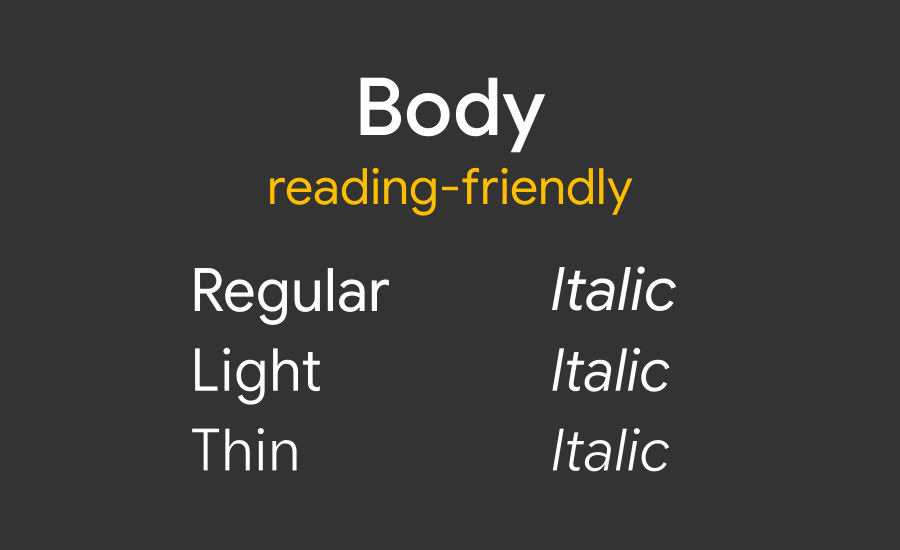 Body
reading-friendly
Regular Italic
Light Italic
Thin Italic